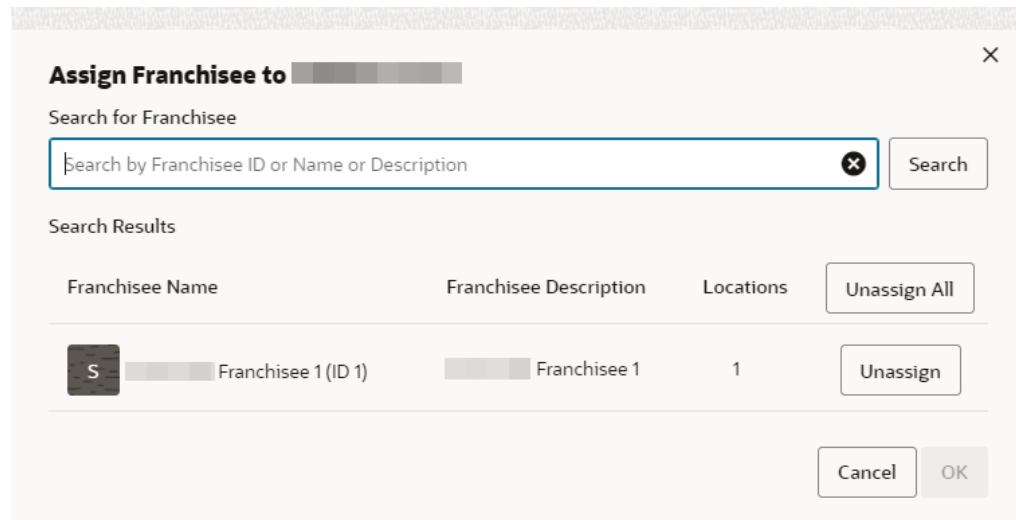 Assign Franchisee to
Search for Franchisee
Search by Franchisee ID or Name or Description
Search
Search Results
Franchisee Name Franchisee Description Locations Unassign All
S Franchisee 1 (ID 1) Franchisee 1 1 Unassign
Cancel OK